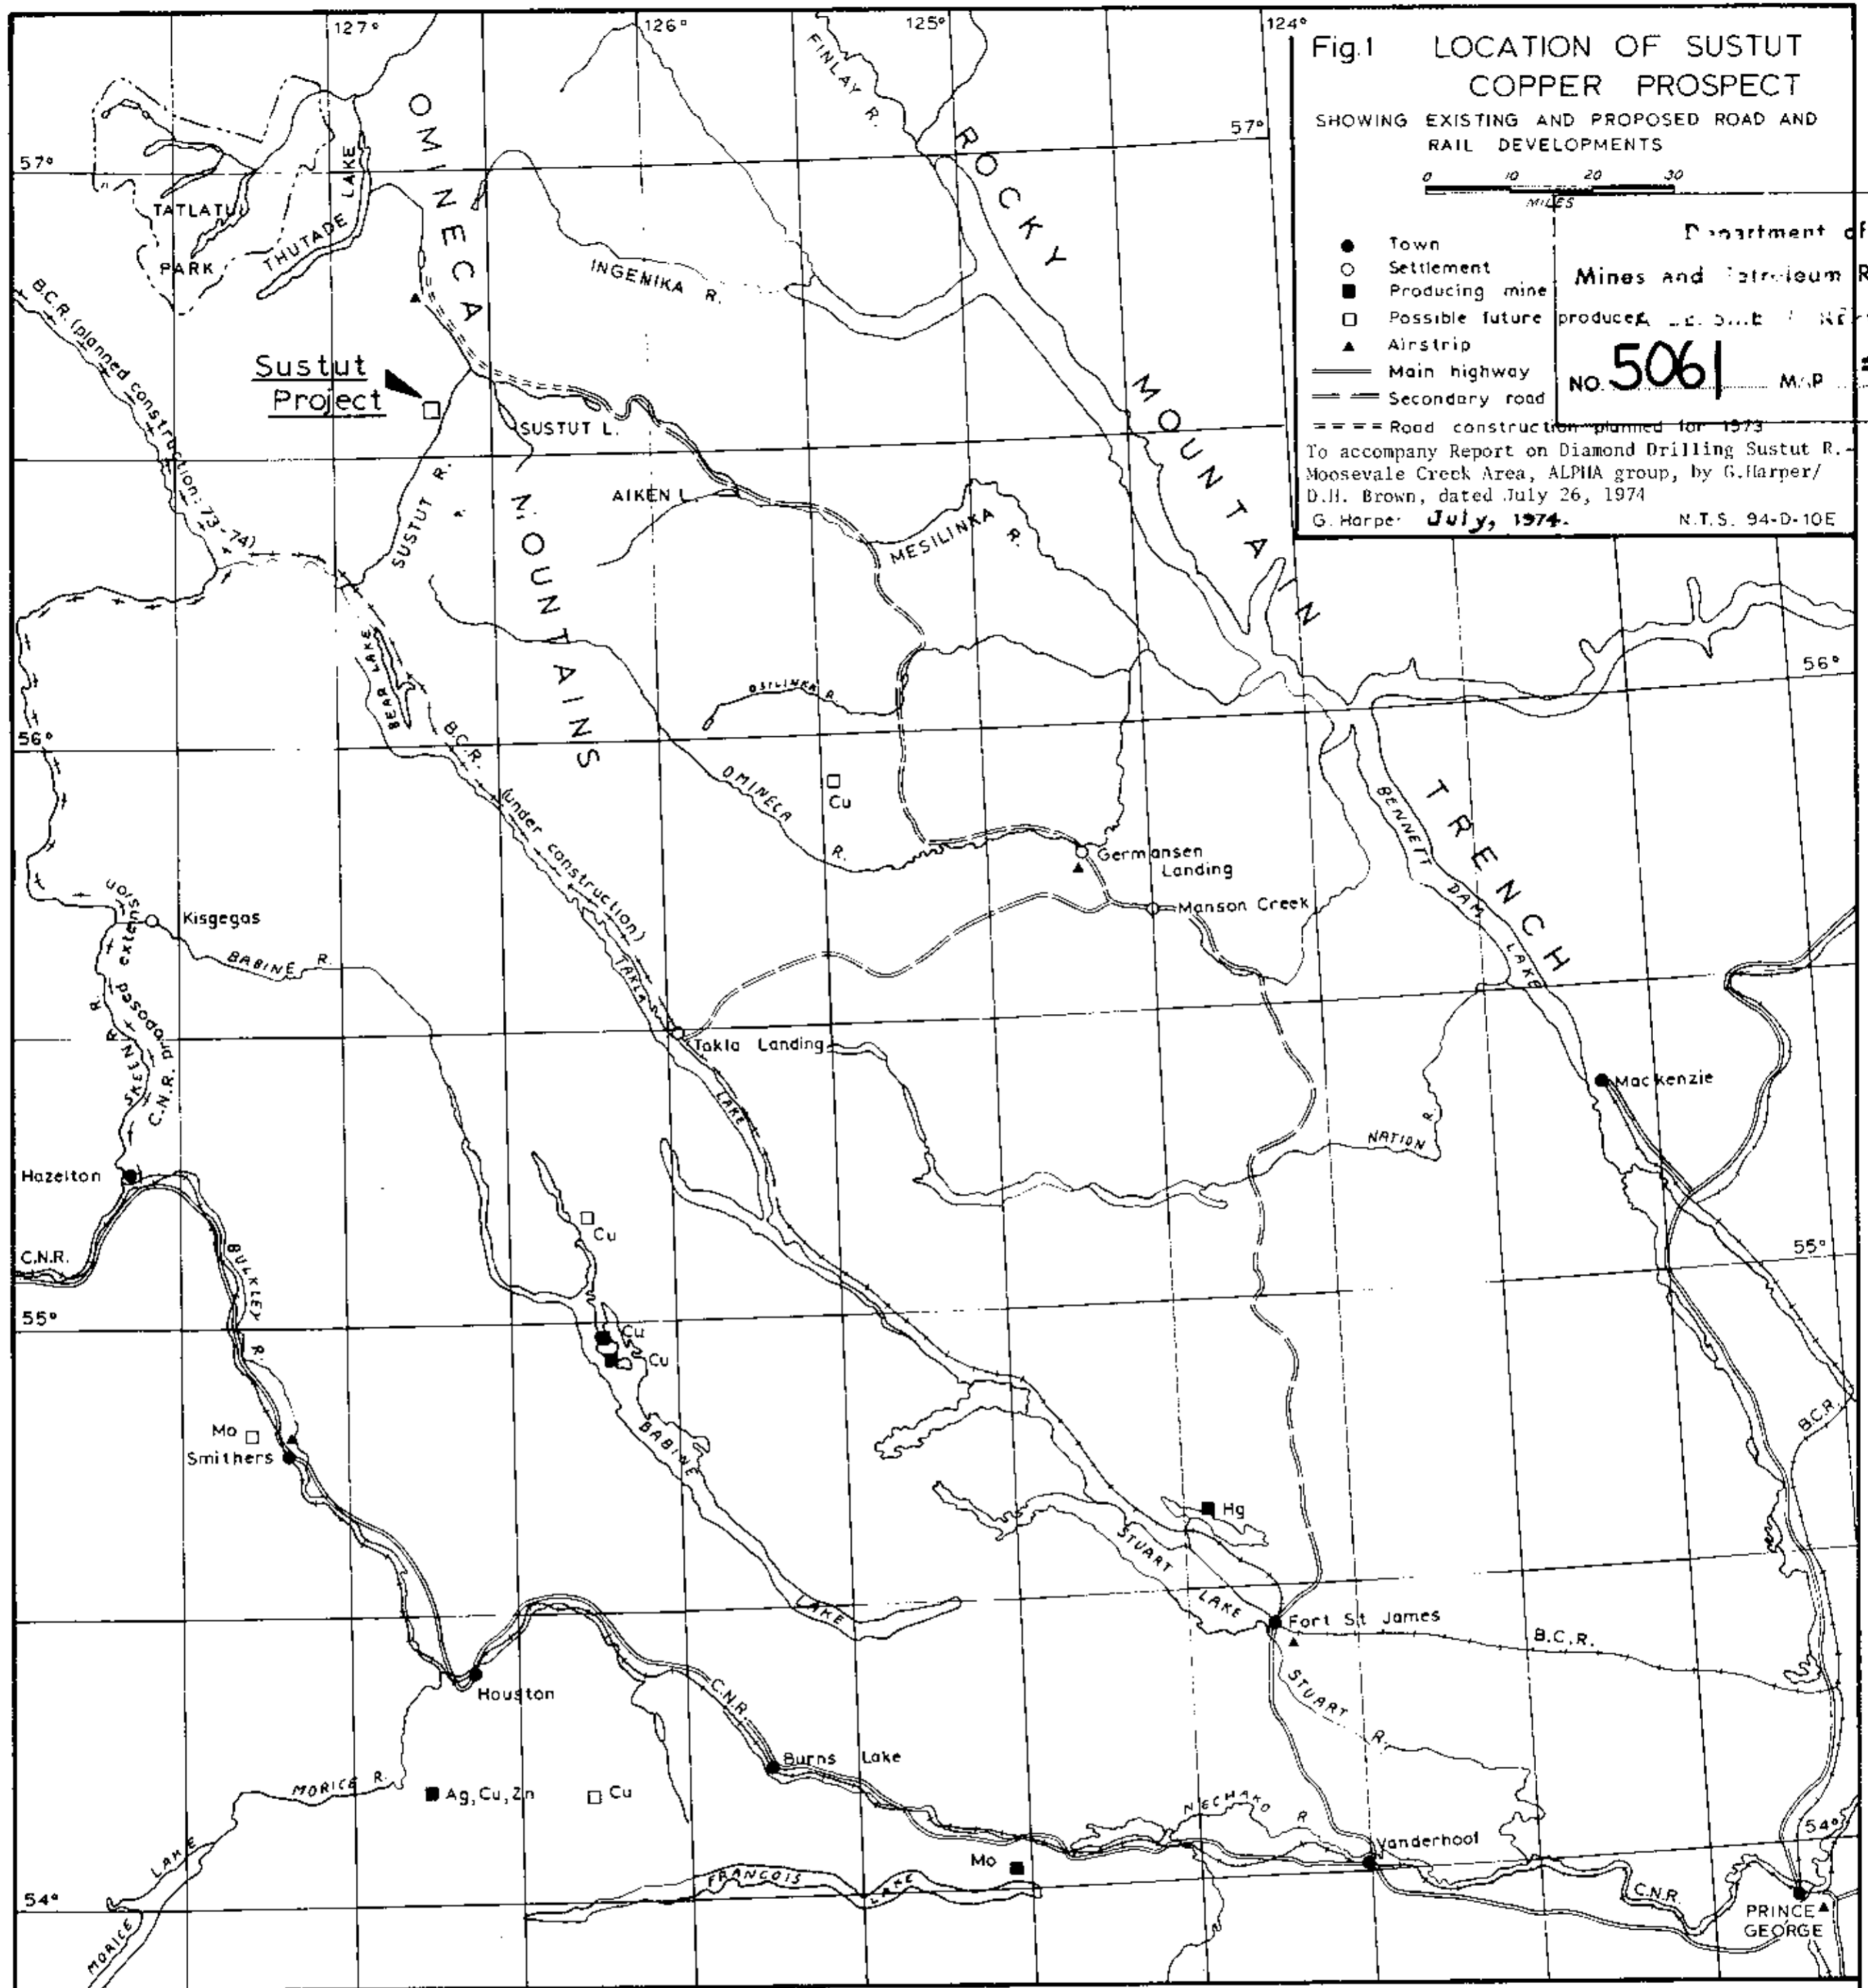 127°
126°
125°
124°
Fig.1 LOCATION OF SUSTUT
COPPER PROSPECT
SHOWING EXISTING AND PROPOSED ROAD AND
RAIL DEVELOPMENTS
0 10 20 30
MILES
Town
Settlement
Producing mine
Possible future producer
Airstrip
Main highway
Secondary road
Road construction planned for 1973
Department of
Mines and Petroleum R
NO. 5061 MAP
To accompany Report on Diamond Drilling Sustut R.-
Moosevale Creek Area, ALPHA group, by G.Harper/
D.H. Brown, dated July 26, 1974
G. Harper July, 1974. N.T.S. 94-D-10E
57°
57°
FINLAY R.
ROCKY
MOUNTAIN
TRENCH
OMINECA
MOUNTAINS
TATLATUI
PARK
THUTADE LAKE
INGENIKA R.
B.C.R. (planned construction: 73-74)
Sustut
Project
SUSTUT L.
SUSTUT R.
AIKEN L.
MESILINKA R.
BEAR LAKE
OSILINKA R.
56°
56°
B.C.R. (under construction)
OMINECA R.
Cu
BENNETT DAM LAKE
Germansen
Landing
Manson Creek
Kisgegas
BABINE R.
SKEENA R.
C.N.R. proposed extension
TAKLA LAKE
Takla Landing
Mackenzie
NATION R.
Hazelton
C.N.R.
BULKLEY R.
Cu
55°
55°
Cu
Cu
B.C.R.
Mo
Smithers
BABINE LAKE
Hg
STUART LAKE
Fort St James
B.C.R.
STUART R.
Houston
C.N.R.
Burns Lake
MORICE R.
Ag,Cu,Zn
Cu
NECHAKO R.
Vanderhoof
54°
54°
MORICE LAKE
FRANCOIS LAKE
Mo
C.N.R.
PRINCE
GEORGE